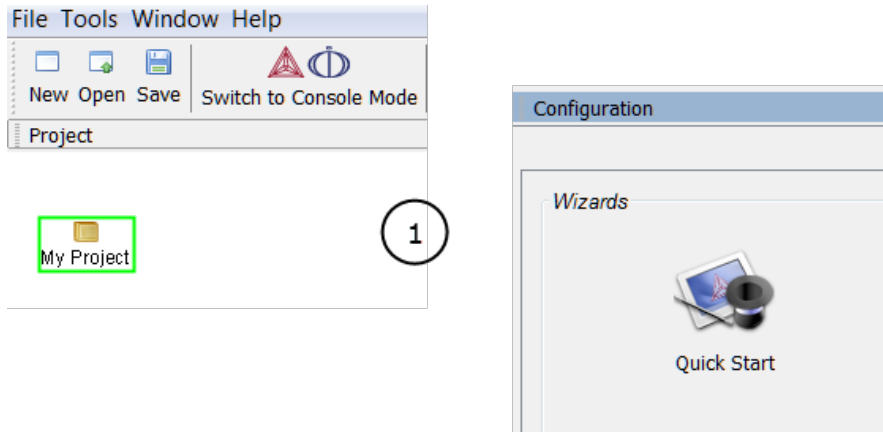 File Tools Window Help
New Open Save Switch to Console Mode
Project
My Project
1
Configuration
Wizards
Quick Start